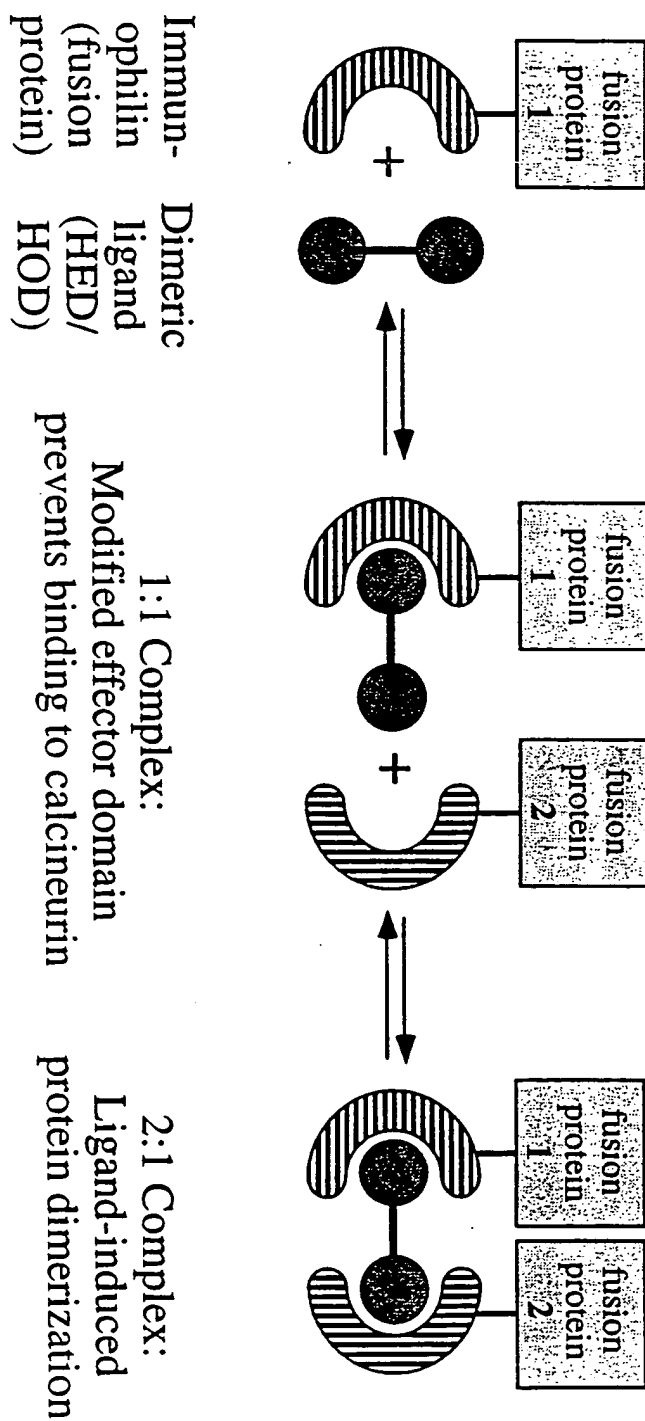 fusion
protein
1
+
fusion
protein
1
+
fusion
protein
2
fusion
protein
1
fusion
protein
2
Immun-
ophilin
(fusion
protein)
Dimeric
ligand
(HED/
HOD)
1:1 Complex:
Modified effector domain
prevents binding to calcineurin
2:1 Complex:
Ligand-induced
protein dimerization